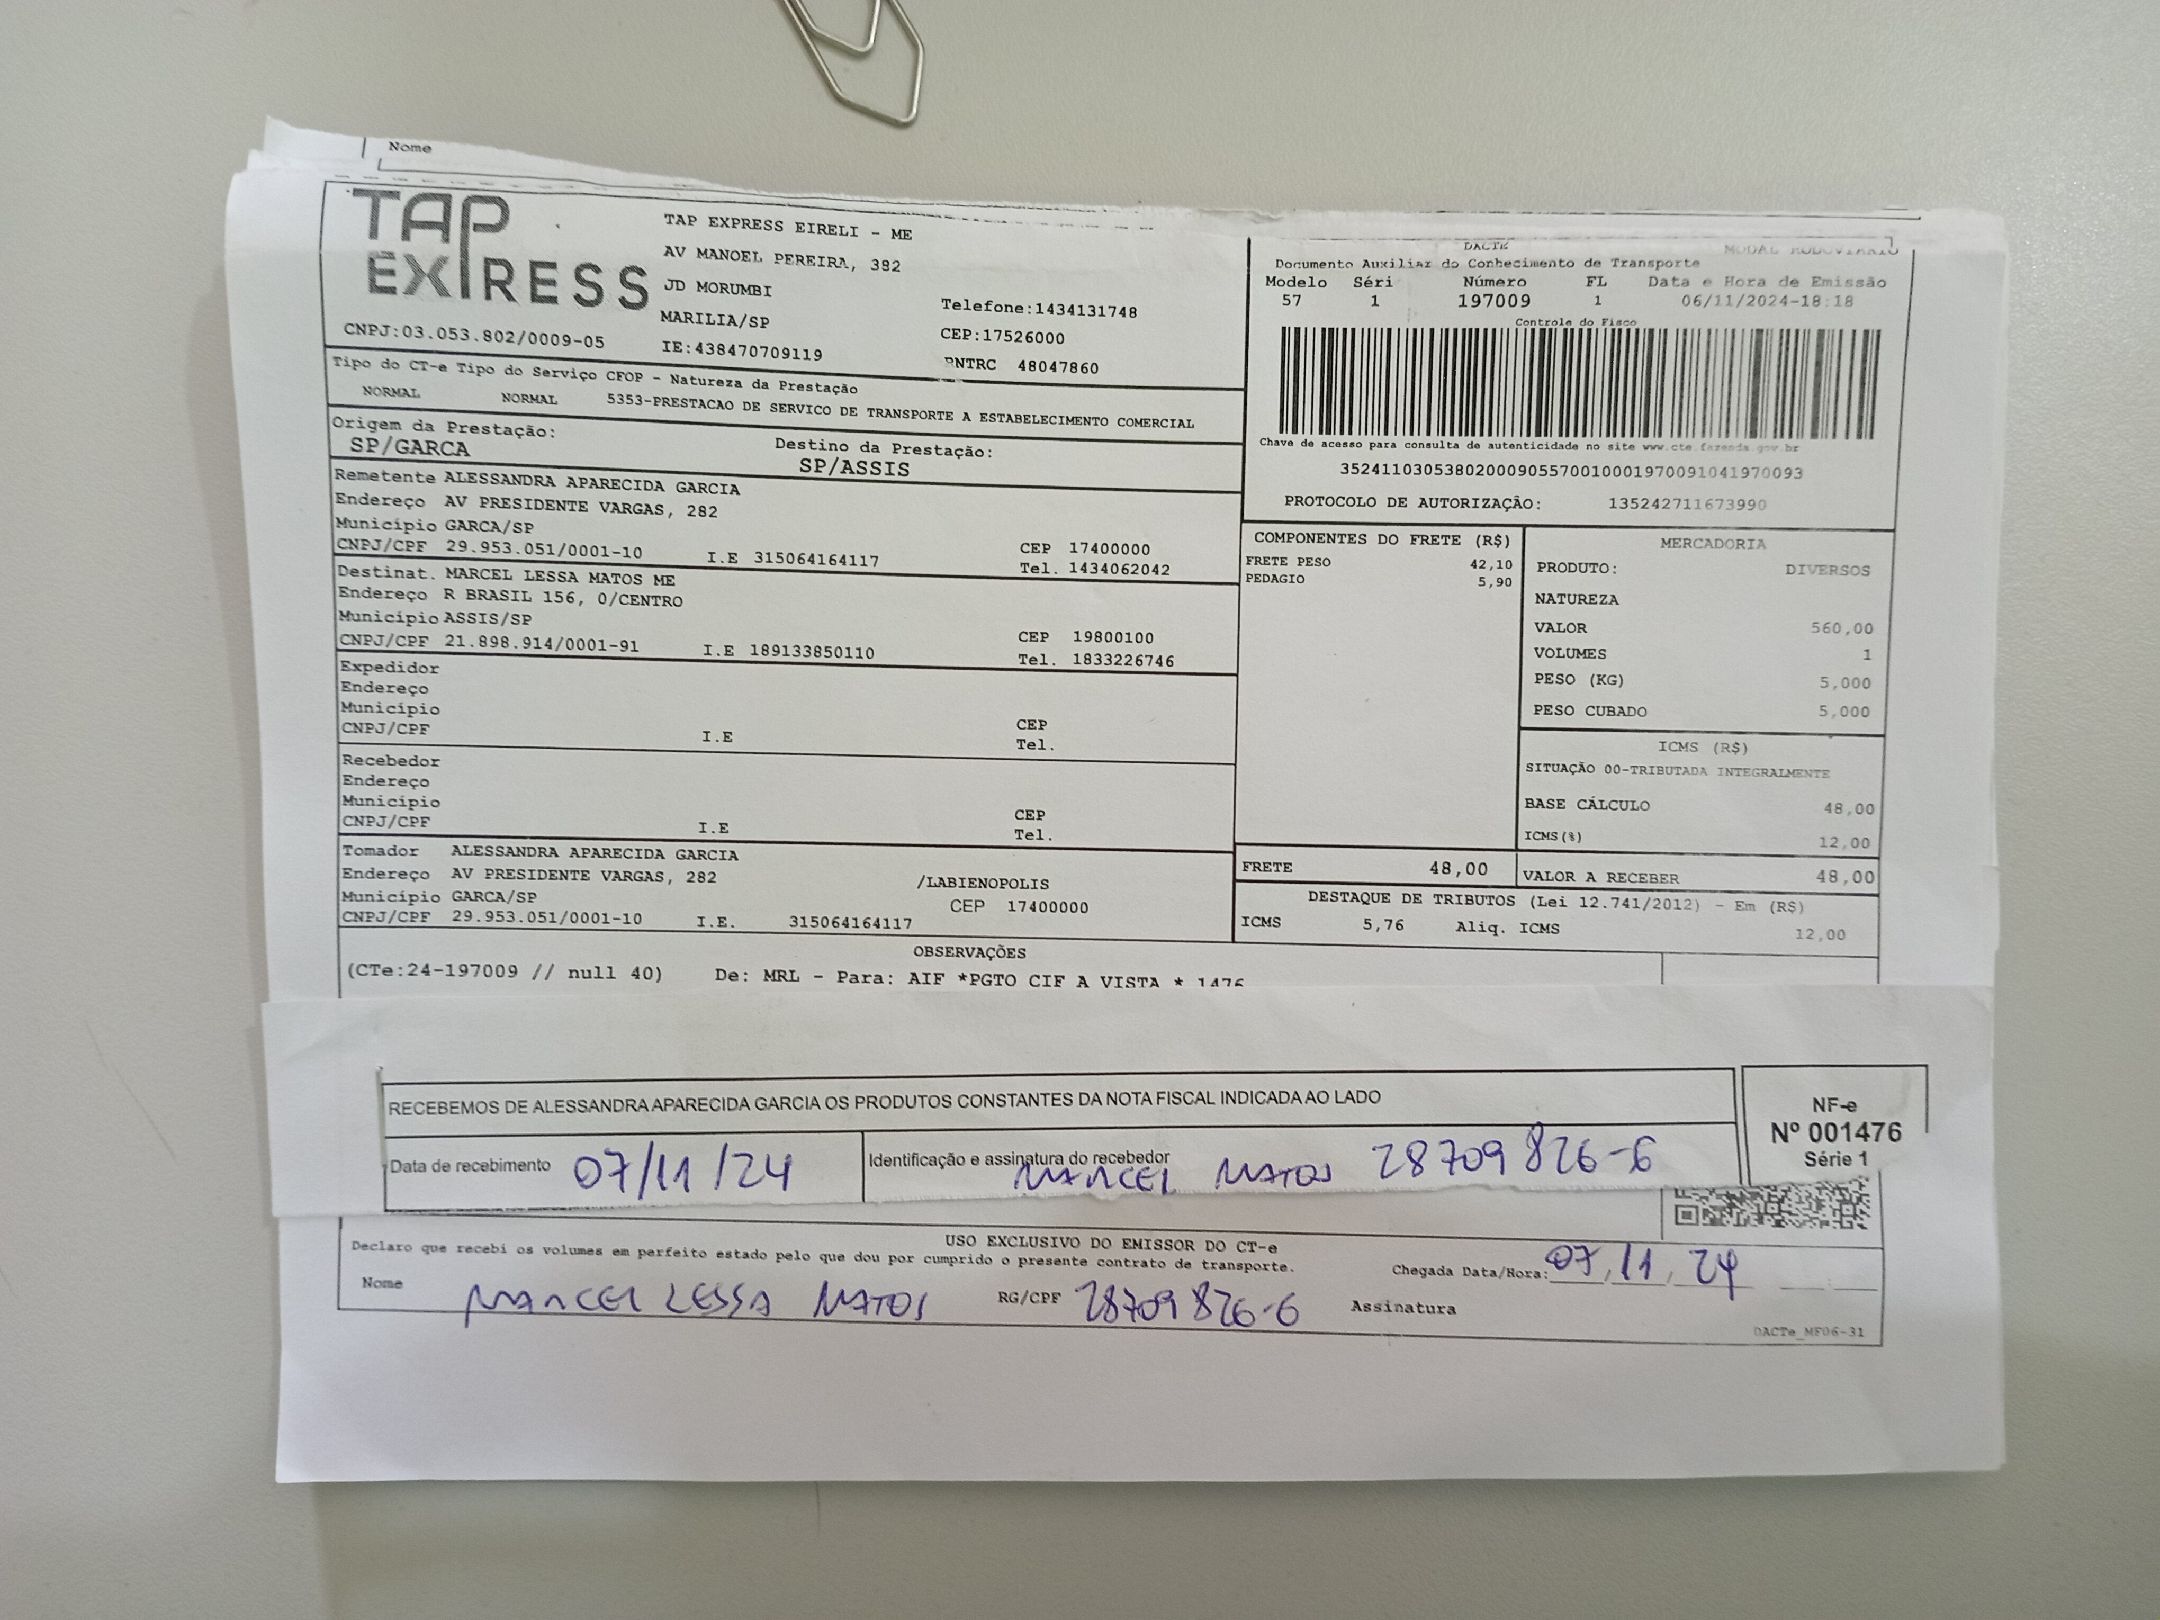 Nome
TAP
EXPRESS
CNPJ:03.053.802/0009-05
TAP EXPRESS EIRELI - ME
AV MANOEL PEREIRA, 382
JD MORUMBI
MARILIA/SP
IE:438470709119
Telefone:1434131748
CEP:17526000
RNTRC 48047860
DACTE MODAL RODOVIARIO
Documento Auxiliar do Conhecimento de Transporte
Modelo Séri Número FL Data e Hora de Emissão
57 1 197009 1 06/11/2024-18:18
Controle do Fisco
Chave de acesso para consulta de autenticidade no site www.cte.fazenda.gov.br
35241103053802000905570010001970091041970093
PROTOCOLO DE AUTORIZAÇÃO: 135242711673990
Tipo do CT-e Tipo do Serviço CFOP - Natureza da Prestação
NORMAL NORMAL 5353-PRESTACAO DE SERVICO DE TRANSPORTE A ESTABELECIMENTO COMERCIAL
Origem da Prestação: Destino da Prestação:
SP/GARCA SP/ASSIS
Remetente ALESSANDRA APARECIDA GARCIA
Endereço AV PRESIDENTE VARGAS, 282
Município GARCA/SP CEP 17400000
CNPJ/CPF 29.953.051/0001-10 I.E 315064164117 Tel. 1434062042
Destinat. MARCEL LESSA MATOS ME
Endereço R BRASIL 156, 0/CENTRO
Município ASSIS/SP CEP 19800100
CNPJ/CPF 21.898.914/0001-91 I.E 189133850110 Tel. 1833226746
Expedidor
Endereço
Município CEP
CNPJ/CPF I.E Tel.
Recebedor
Endereço
Município CEP
CNPJ/CPF I.E Tel.
Tomador ALESSANDRA APARECIDA GARCIA
Endereço AV PRESIDENTE VARGAS, 282 /LABIENOPOLIS
Município GARCA/SP CEP 17400000
CNPJ/CPF 29.953.051/0001-10 I.E. 315064164117
COMPONENTES DO FRETE (R$)
FRETE PESO 42,10
PEDAGIO 5,90
MERCADORIA
PRODUTO: DIVERSOS
NATUREZA
VALOR 560,00
VOLUMES 1
PESO (KG) 5,000
PESO CUBADO 5,000
ICMS (R$)
SITUAÇÃO 00-TRIBUTADA INTEGRALMENTE
BASE CÁLCULO 48,00
ICMS(%) 12,00
FRETE 48,00 VALOR A RECEBER 48,00
DESTAQUE DE TRIBUTOS (Lei 12.741/2012) - Em (R$)
ICMS 5,76 Aliq. ICMS 12,00
OBSERVAÇÕES
(CTe:24-197009 // null 40) De: MRL - Para: AIF *PGTO CIF A VISTA * 1476
RECEBEMOS DE ALESSANDRA APARECIDA GARCIA OS PRODUTOS CONSTANTES DA NOTA FISCAL INDICADA AO LADO
NF-e
Nº 001476
Série 1
Data de recebimento 07/11/24
Identificação e assinatura do recebedor
MARCEL MATOS 28709826-6
USO EXCLUSIVO DO EMISSOR DO CT-e
Declaro que recebi os volumes em perfeito estado pelo que dou por cumprido o presente contrato de transporte.
Chegada Data/Hora: 07,11,24
Nome MARCEL LESSA MATOS RG/CPF 28709826-6 Assinatura
DACTe_MF06-31